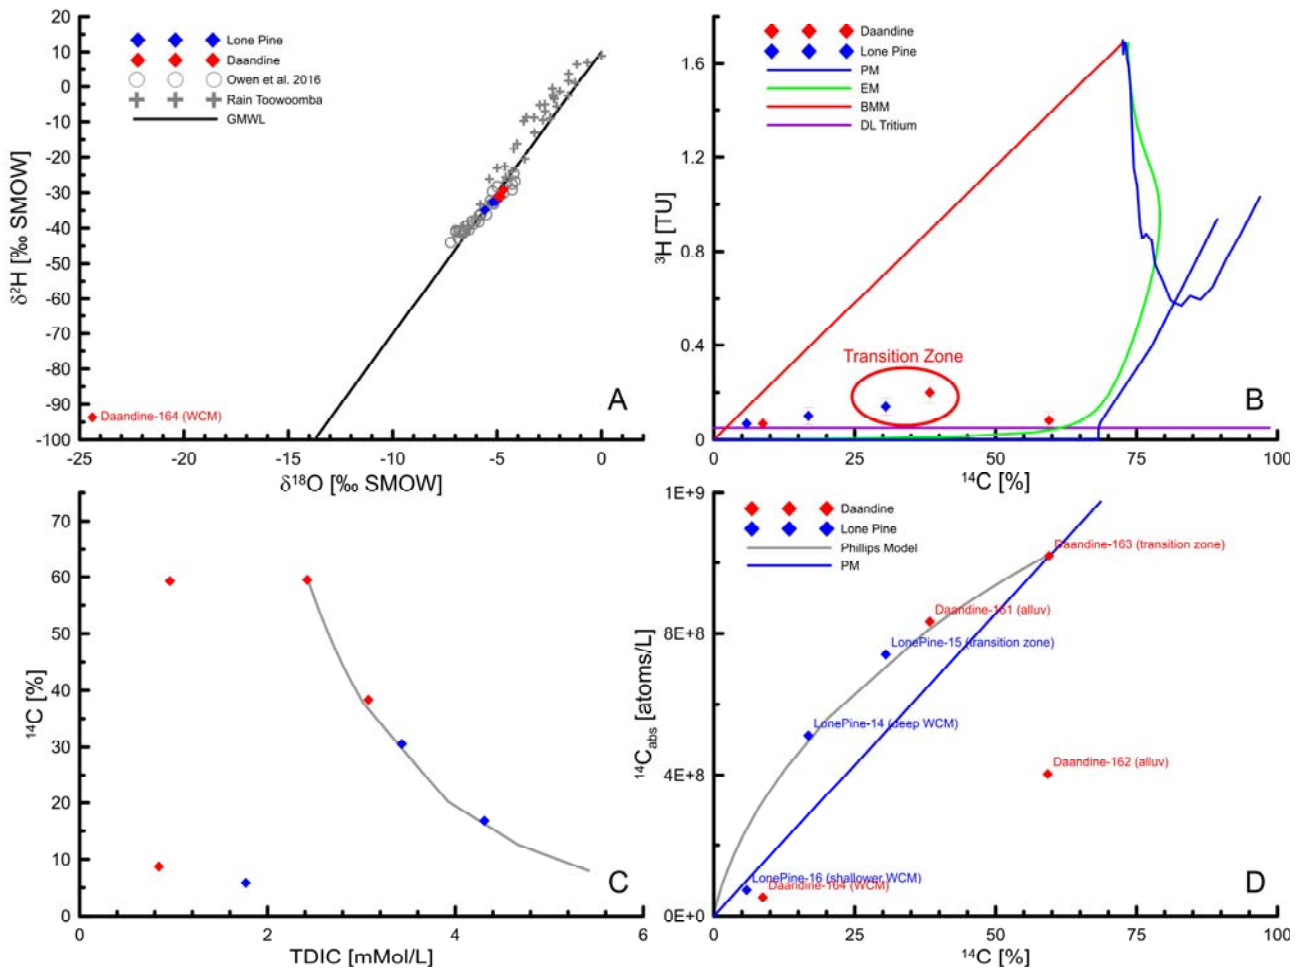 20
10
0
-10
-20
-30
-40
-50
-60
-70
-80
-90
-100
δ²H [‰ SMOW]
Lone Pine
Daandine
Owen et al. 2016
Rain Toowoomba
GMWL
Daandine-164 (WCM)
A
-25
-20
-15
-10
-5
0
δ¹⁸O [‰ SMOW]
1.6
1.2
0.8
0.4
0
³H [TU]
Daandine
Lone Pine
PM
EM
BMM
DL Tritium
Transition Zone
B
0
25
50
75
100
¹⁴C [%]
70
60
50
40
30
20
10
0
¹⁴C [%]
C
0
2
4
6
TDIC [mMol/L]
1E+9
8E+8
4E+8
0E+0
¹⁴Cabs [atoms/L]
Daandine
Lone Pine
Phillips Model
PM
Daandine-163 (transition zone)
Daandine-161 (alluv)
LonePine-15 (transition zone)
LonePine-14 (deep WCM)
Daandine-162 (alluv)
LonePine-16 (shallower WCM)
Daandine-164 (WCM)
D
0
25
50
75
100
¹⁴C [%]